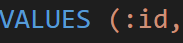 VALUES (:id,